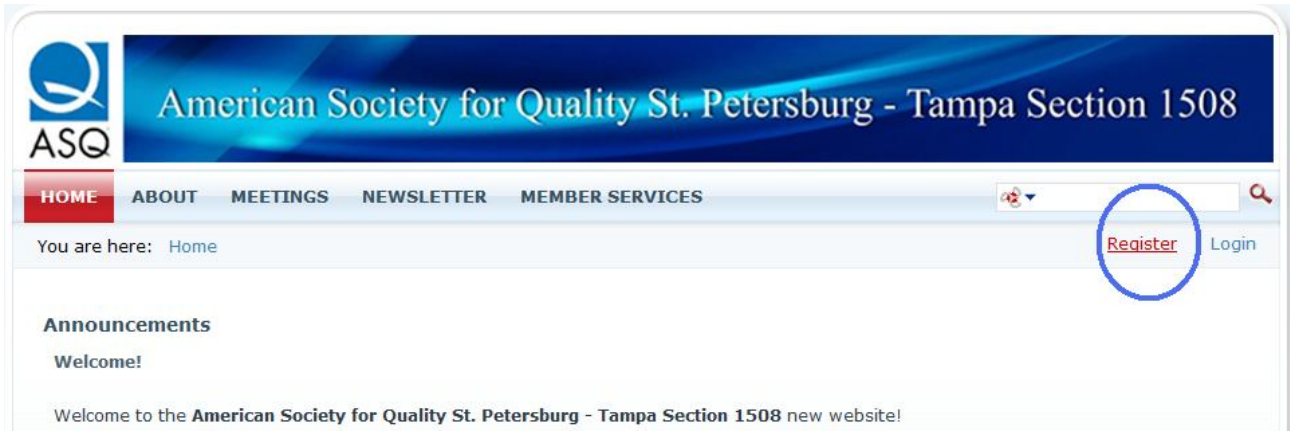 American Society for Quality St. Petersburg - Tampa Section 1508
ASQ
HOME ABOUT MEETINGS NEWSLETTER MEMBER SERVICES
You are here: Home Register Login
Announcements
Welcome!
Welcome to the American Society for Quality St. Petersburg - Tampa Section 1508 new website!